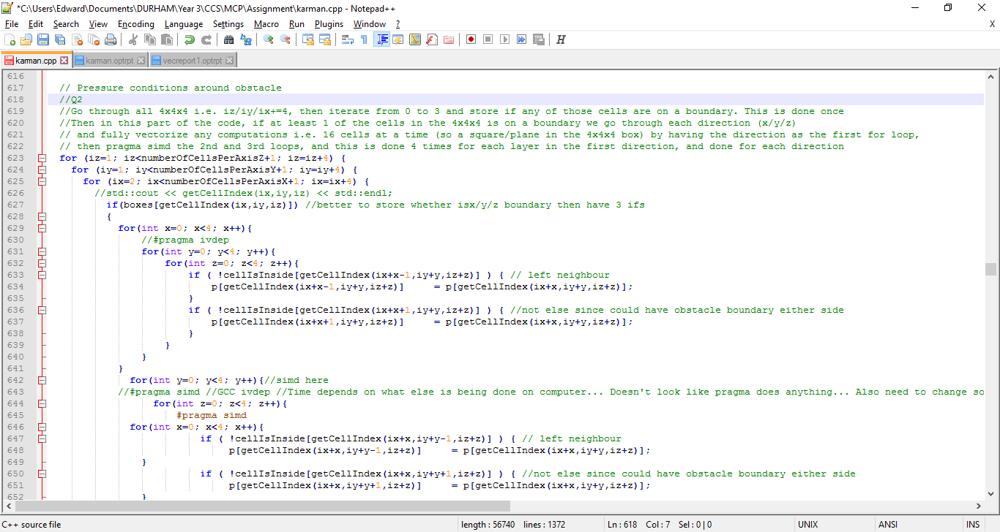 *C:\Users\Edward\Documents\DURHAM\Year 3\CCS\MCP\Assignment\karman.cpp - Notepad++
File Edit Search View Encoding Language Settings Macro Run Plugins Window ? X
karman.cpp karman.optrpt vecreport1.optrpt
616
617 // Pressure conditions around obstacle
618 //Q2
619 //Go through all 4x4x4 i.e. iz/iy/ix+=4, then iterate from 0 to 3 and store if any of those cells are on a boundary. This is done once
620 //Then in this part of the code, if at least 1 of the cells in the 4x4x4 is on a boundary we go through each direction (x/y/z)
621 // and fully vectorize any computations i.e. 16 cells at a time (so a square/plane in the 4x4x4 box) by having the direction as the first for loop,
622 // then pragma simd the 2nd and 3rd loops, and this is done 4 times for each layer in the first direction, and done for each direction
623 for (iz=1; iz<numberOfCellsPerAxisZ+1; iz=iz+4) {
624 for (iy=1; iy<numberOfCellsPerAxisY+1; iy=iy+4) {
625 for (ix=2; ix<numberOfCellsPerAxisX+1; ix=ix+4) {
626 //std::cout << getCellIndex(ix,iy,iz) << std::endl;
627 if(boxes[getCellIndex(ix,iy,iz)]) //better to store whether isx/y/z boundary then have 3 ifs
628 {
629 for(int x=0; x<4; x++){
630 //#pragma ivdep
631 for(int y=0; y<4; y++){
632 for(int z=0; z<4; z++){
633 if ( !cellIsInside[getCellIndex(ix+x-1,iy+y,iz+z)] ) { // left neighbour
634 p[getCellIndex(ix+x-1,iy+y,iz+z)] = p[getCellIndex(ix+x,iy+y,iz+z)];
635 }
636 if ( !cellIsInside[getCellIndex(ix+x+1,iy+y,iz+z)] ) { //not else since could have obstacle boundary either side
637 p[getCellIndex(ix+x+1,iy+y,iz+z)] = p[getCellIndex(ix+x,iy+y,iz+z)];
638 }
639 }
640 }
641 }
642 for(int y=0; y<4; y++){//simd here
643 //#pragma simd //GCC ivdep //Time depends on what else is being done on computer... Doesn't look like pragma does anything... Also need to change so
644 for(int z=0; z<4; z++){
645 #pragma simd
646 for(int x=0; x<4; x++){
647 if ( !cellIsInside[getCellIndex(ix+x,iy+y-1,iz+z)] ) { // left neighbour
648 p[getCellIndex(ix+x,iy+y-1,iz+z)] = p[getCellIndex(ix+x,iy+y,iz+z)];
649 }
650 if ( !cellIsInside[getCellIndex(ix+x,iy+y+1,iz+z)] ) { //not else since could have obstacle boundary either side
651 p[getCellIndex(ix+x,iy+y+1,iz+z)] = p[getCellIndex(ix+x,iy+y,iz+z)];
652 }
C++ source file length : 56740 lines : 1372 Ln : 618 Col : 7 Sel : 0 | 0 UNIX ANSI INS